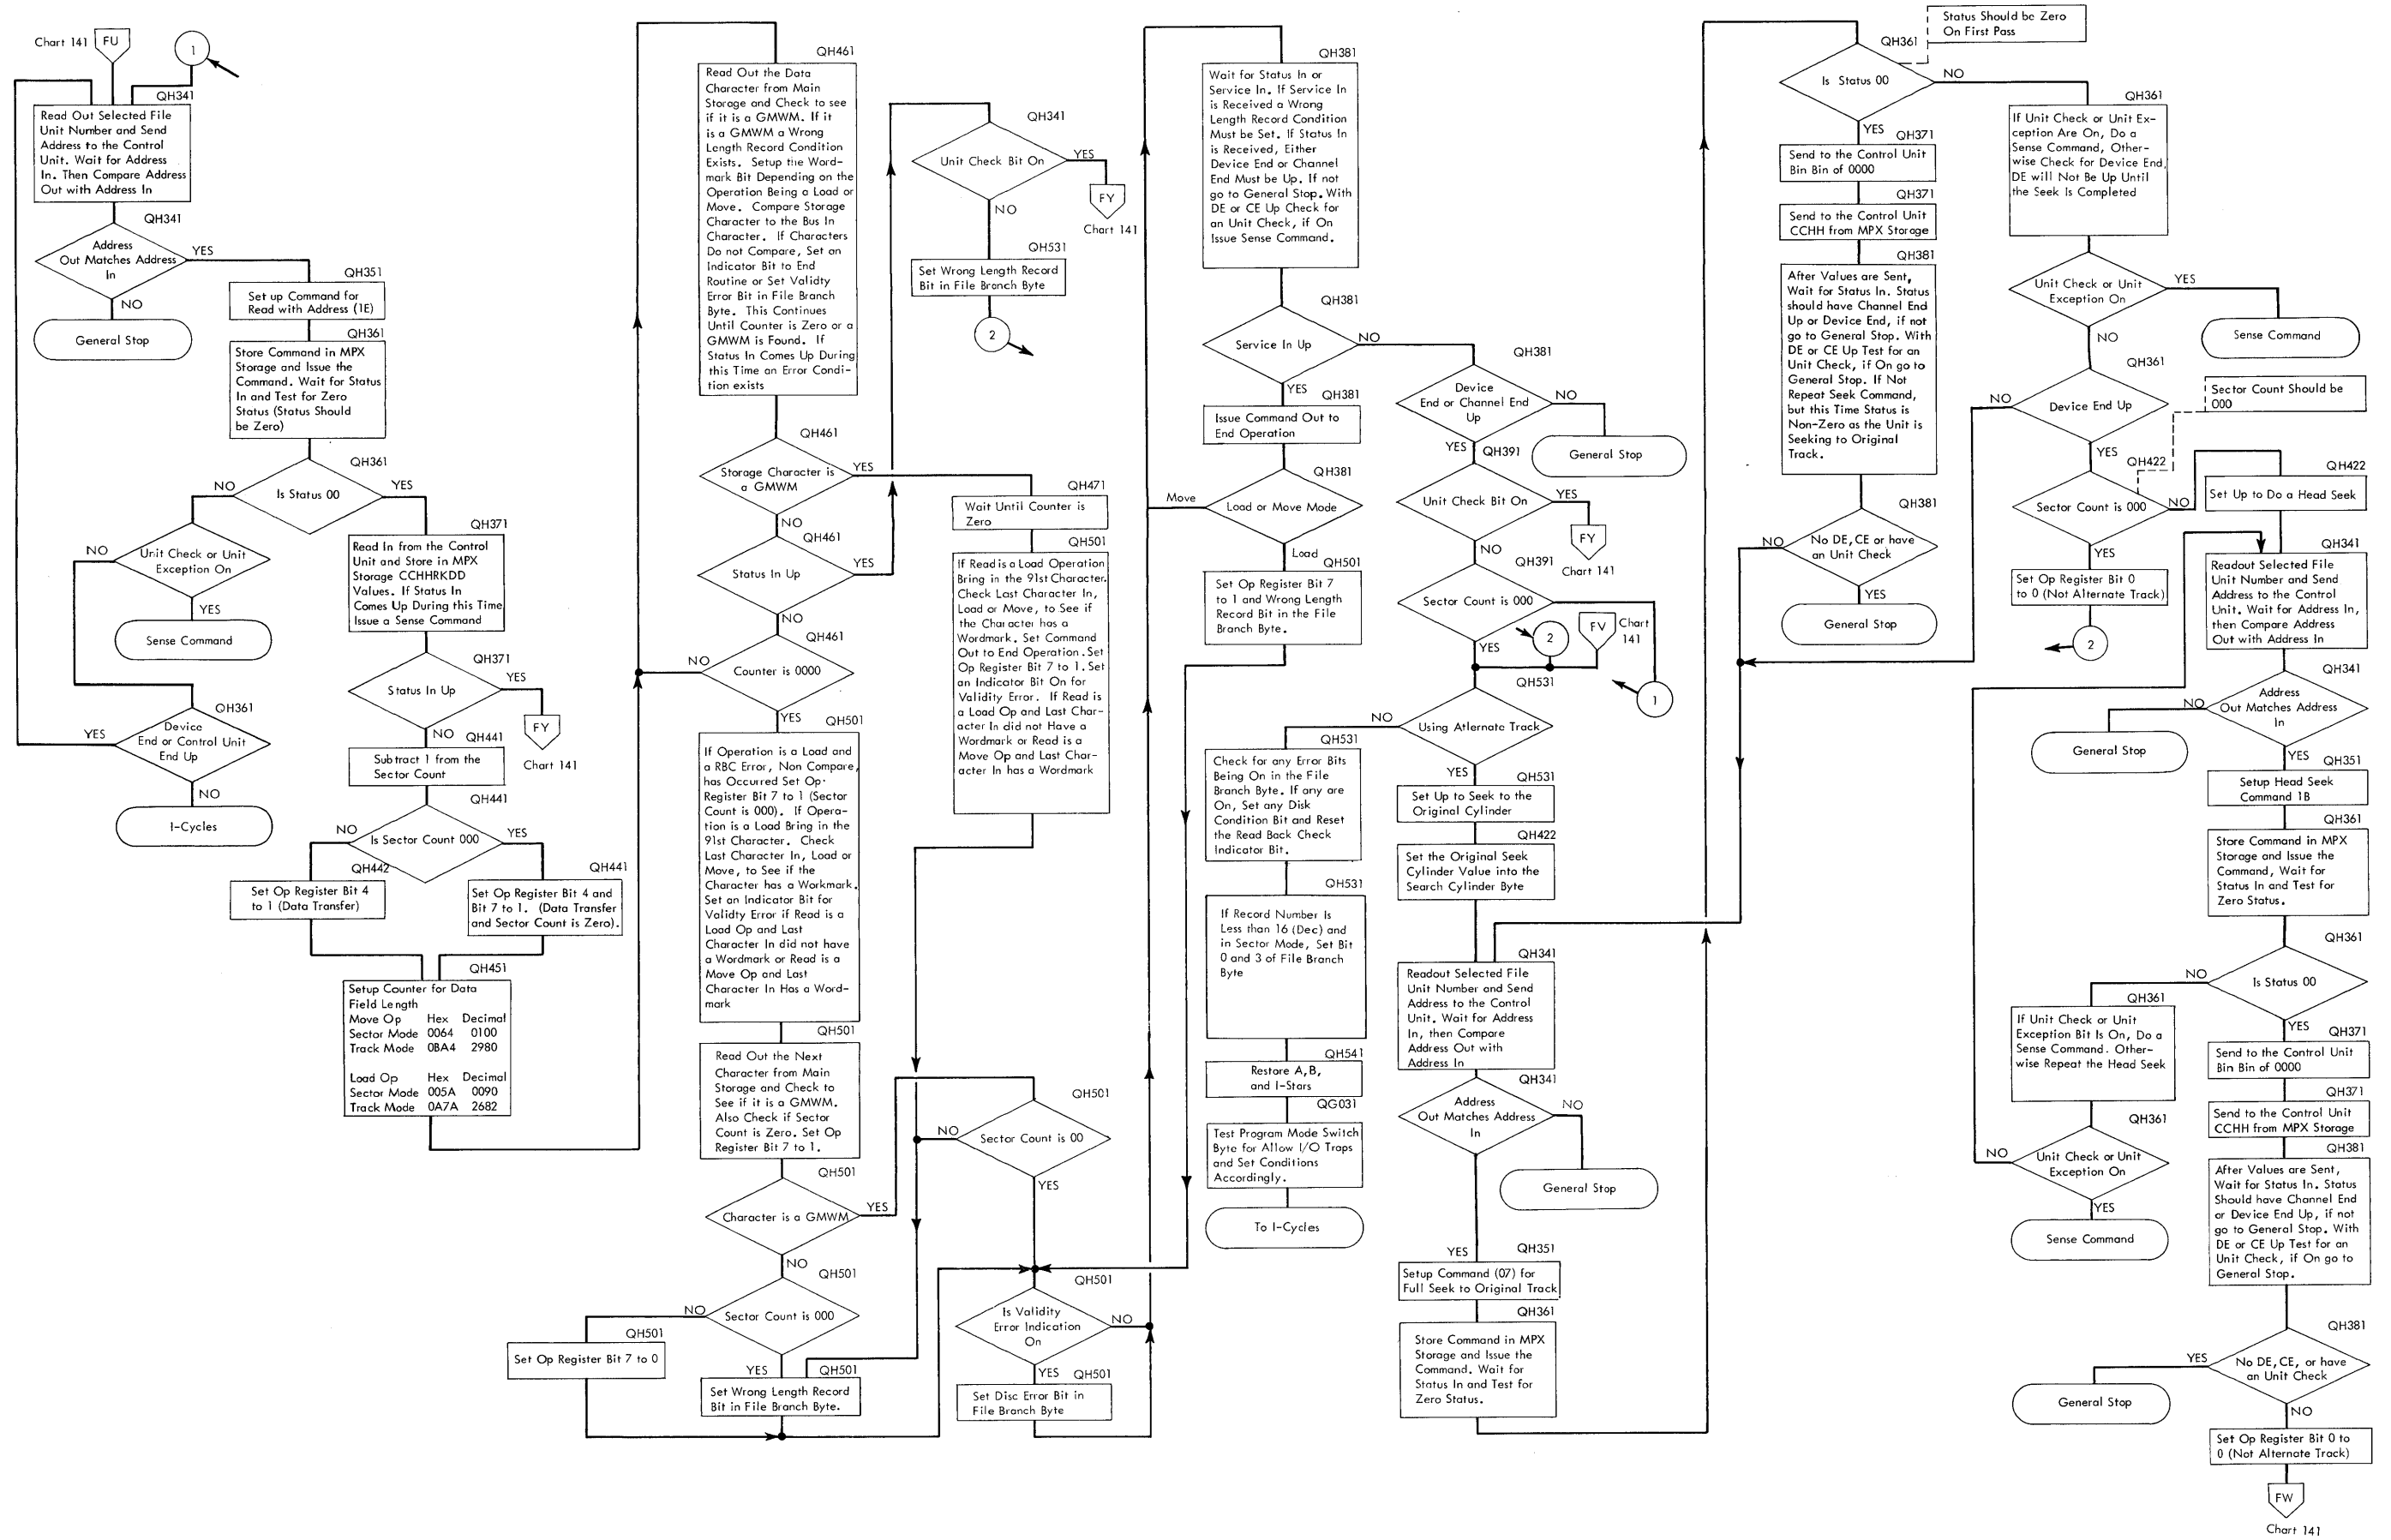 Chart 141
FU
1
QH341
Read Out Selected File
Unit Number and Send
Address to the Control
Unit. Wait for Address
In. Then Compare Address
Out with Address In
QH341
Address
Out Matches Address
In
YES
NO
General Stop
QH351
Set up Command for
Read with Address (1E)
QH361
Store Command in MPX
Storage and Issue the
Command. Wait for Status
In and Test for Zero
Status (Status Should
be Zero)
QH361
Is Status 00
NO
YES
Unit Check or Unit
Exception On
NO
YES
Sense Command
QH361
Device
End or Control Unit
End Up
YES
NO
I-Cycles
QH371
Read In from the Control
Unit and Store in MPX
Storage CCHHRKDD
Values. If Status In
Comes Up During this Time
Issue a Sense Command
QH371
Status In Up
YES
FY
Chart 141
NO
QH441
Subtract 1 from the
Sector Count
QH441
Is Sector Count 000
NO
YES
QH442
Set Op Register Bit 4
to 1 (Data Transfer)
QH441
Set Op Register Bit 4 and
Bit 7 to 1. (Data Transfer
and Sector Count is Zero).
QH451
Setup Counter for Data
Field Length
Move Op Hex Decimal
Sector Mode 0064 0100
Track Mode 0BA4 2980
Load Op Hex Decimal
Sector Mode 005A 0090
Track Mode 0A7A 2682
QH461
Read Out the Data
Character from Main
Storage and Check to see
if it is a GMWM. If it
is a GMWM a Wrong
Length Record Condition
Exists. Setup the Word-
mark Bit Depending on the
Operation Being a Load or
Move. Compare Storage
Character to the Bus In
Character. If Characters
Do not Compare, Set an
Indicator Bit to End
Routine or Set Validty
Error Bit in File Branch
Byte. This Continues
Until Counter is Zero or a
GMWM is Found. If
Status In Comes Up During
this Time an Error Condi-
tion exists
QH461
Storage Character is
a GMWM
YES
NO
QH461
Status In Up
YES
NO
QH461
Counter is 0000
NO
YES
QH501
If Operation is a Load and
a RBC Error, Non Compare,
has Occurred Set Op-
Register Bit 7 to 1 (Sector
Count is 000). If Opera-
tion is a Load Bring in the
91st Character. Check
Last Character In, Load or
Move, to See if the
Character has a Workmark.
Set an Indicator Bit for
Validty Error if Read is a
Load Op and Last
Character In did not have
a Wordmark or Read is a
Move Op and Last
Character In Has a Word-
mark
QH501
Read Out the Next
Character from Main
Storage and Check to
See if it is a GMWM.
Also Check if Sector
Count is Zero. Set Op
Register Bit 7 to 1.
QH501
Character is a GMWM
YES
NO
QH501
Sector Count is 000
NO
QH501
Set Op Register Bit 7 to 0
YES
QH501
Set Wrong Length Record
Bit in File Branch Byte.
QH341
Unit Check Bit On
YES
FY
Chart 141
NO
QH531
Set Wrong Length Record
Bit in File Branch Byte
2
QH471
Wait Until Counter is
Zero
QH501
If Read is a Load Operation
Bring in the 91st Character.
Check Last Character In,
Load or Move, to See if
the Character has a
Wordmark. Set Command
Out to End Operation. Set
Op Register Bit 7 to 1. Set
an Indicator Bit On for
Validity Error. If Read is
a Load Op and Last Char-
acter In did not Have a
Wordmark or Read is a
Move Op and Last Char-
acter In has a Wordmark
QH501
Sector Count is 00
NO
YES
QH501
Is Validity
Error Indication
On
NO
YES
QH501
Set Disc Error Bit in
File Branch Byte
QH381
Wait for Status In or
Service In. If Service In
is Received a Wrong
Length Record Condition
Must be Set. If Status In
is Received, Either
Device End or Channel
End Must be Up. If not
go to General Stop. With
DE or CE Up Check for
an Unit Check, if On
Issue Sense Command.
QH381
Service In Up
NO
YES
QH381
Issue Command Out to
End Operation
QH381
Load or Move Mode
Move
Load
QH501
Set Op Register Bit 7
to 1 and Wrong Length
Record Bit in the File
Branch Byte.
QH381
Device
End or Channel End
Up
NO
General Stop
YES
QH391
Unit Check Bit On
YES
FY
Chart 141
NO
QH391
Sector Count is 000
YES
2
FV
Chart
141
1
QH531
Using Atlernate Track
NO
YES
QH531
Check for any Error Bits
Being On in the File
Branch Byte. If any are
On, Set any Disk
Condition Bit and Reset
the Read Back Check
Indicator Bit.
QH531
If Record Number Is
Less than 16 (Dec) and
in Sector Mode, Set Bit
0 and 3 of File Branch
Byte
QH541
Restore A,B,
and I-Stars
QG031
Test Program Mode Switch
Byte for Allow I/O Traps
and Set Conditions
Accordingly.
To I-Cycles
QH531
Set Up to Seek to the
Original Cylinder
QH422
Set the Original Seek
Cylinder Value into the
Search Cylinder Byte
QH341
Readout Selected File
Unit Number and Send
Address to the Control
Unit. Wait for Address
In, then Compare
Address Out with
Address In
QH341
Address
Out Matches Address
In
NO
General Stop
YES
QH351
Setup Command (07) for
Full Seek to Original Track
QH361
Store Command in MPX
Storage and Issue the
Command. Wait for
Status In and Test for
Zero Status.
Status Should be Zero
On First Pass
QH361
Is Status 00
NO
YES
QH371
Send to the Control Unit
Bin Bin of 0000
QH371
Send to the Control Unit
CCHH from MPX Storage
QH381
After Values are Sent,
Wait for Status In. Status
should have Channel End
Up or Device End, if not
go to General Stop. With
DE or CE Up Test for an
Unit Check, if On go to
General Stop. If Not
Repeat Seek Command,
but this Time Status is
Non-Zero as the Unit is
Seeking to Original
Track.
QH381
No DE,CE or have
an Unit Check
NO
YES
General Stop
QH361
If Unit Check or Unit Ex-
ception Are On, Do a
Sense Command, Other-
wise Check for Device End,
DE will Not Be Up Until
the Seek Is Completed
Unit Check or Unit
Exception On
YES
Sense Command
NO
QH361
Device End Up
NO
YES
Sector Count Should be
000
QH422
Sector Count is 000
NO
YES
Set Op Register Bit 0
to 0 (Not Alternate Track)
2
QH422
Set Up to Do a Head Seek
QH341
Readout Selected File
Unit Number and Send
Address to the Control
Unit. Wait for Address In,
then Compare Address
Out with Address In
QH341
Address
Out Matches Address
In
NO
General Stop
YES
QH351
Setup Head Seek
Command 1B
QH361
Store Command in MPX
Storage and Issue the
Command, Wait for
Status In and Test for
Zero Status.
QH361
Is Status 00
NO
YES
QH361
If Unit Check or Unit
Exception Bit Is On, Do a
Sense Command. Other-
wise Repeat the Head Seek
QH361
Unit Check or Unit
Exception On
NO
YES
Sense Command
QH371
Send to the Control Unit
Bin Bin of 0000
QH371
Send to the Control Unit
CCHH from MPX Storage
QH381
After Values are Sent,
Wait for Status In. Status
Should have Channel End
or Device End Up, if not
go to General Stop. With
DE or CE Up Test for an
Unit Check, if On go to
General Stop.
QH381
No DE,CE, or have
an Unit Check
YES
General Stop
NO
Set Op Register Bit 0 to
0 (Not Alternate Track)
FW
Chart 141